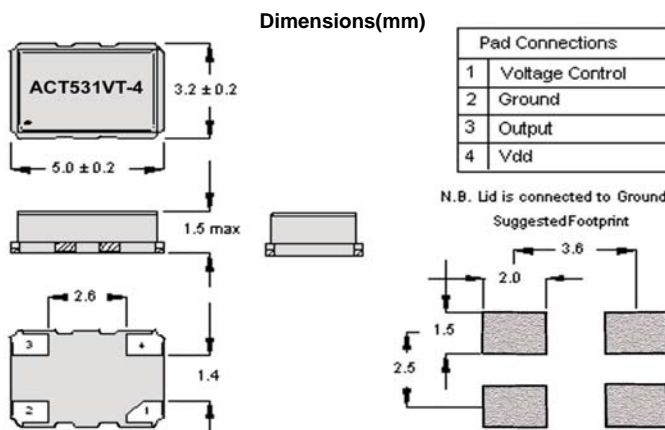 Dimensions(mm)
ACT531VT-4
3.2 ± 0.2
5.0 ± 0.2
1.5 max
2.6
3
4
2
1
1.4
Pad Connections
1 Voltage Control
2 Ground
3 Output
4 Vdd
N.B. Lid is connected to Ground
Suggested Footprint
3.6
2.0
1.5
2.5